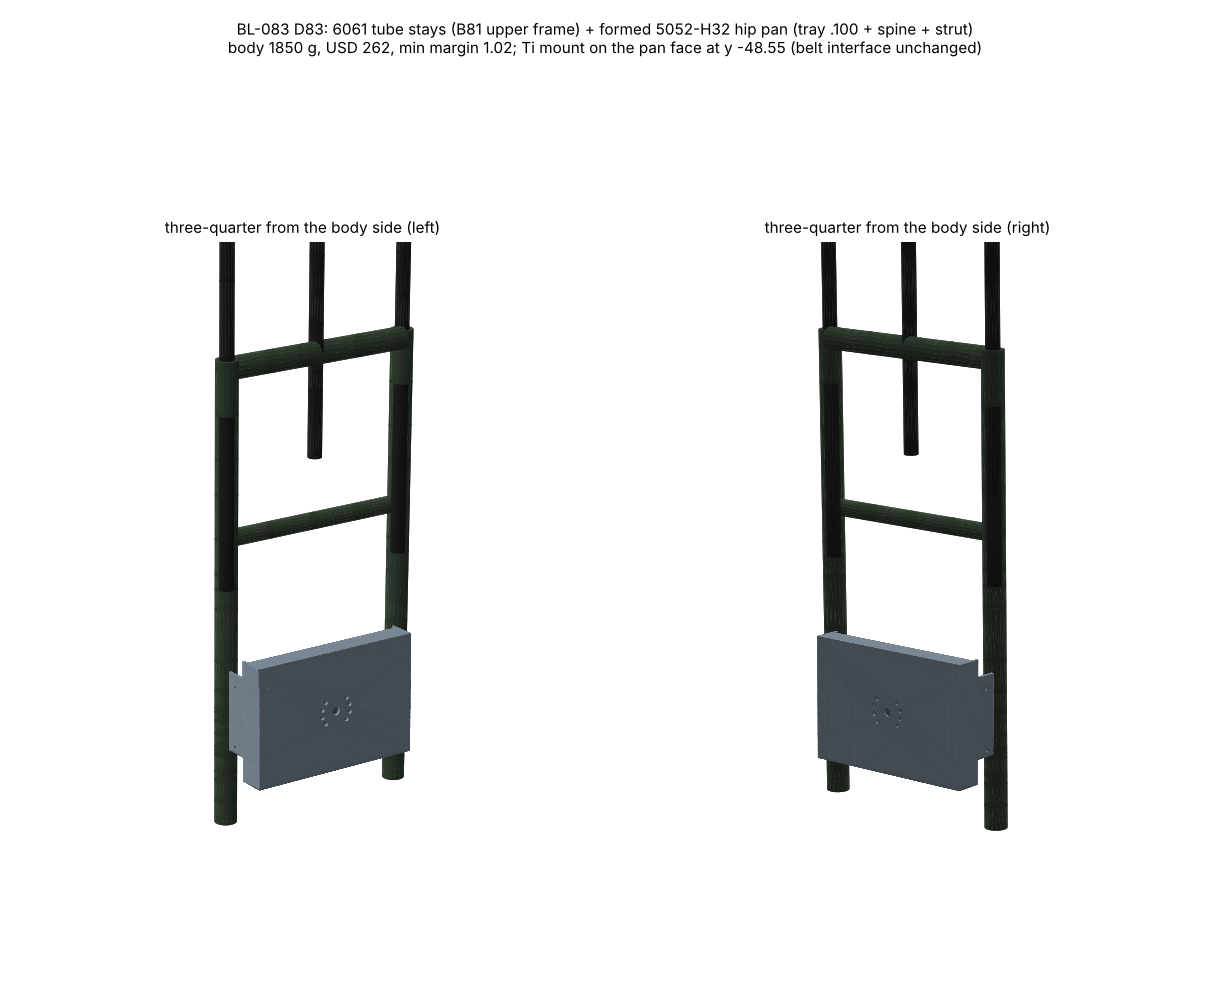 BL-083 D83: 6061 tube stays (B81 upper frame) + formed 5052-H32 hip pan (tray .100 + spine + strut)
body 1850 g, USD 262, min margin 1.02; Ti mount on the pan face at y -48.55 (belt interface unchanged)
three-quarter from the body side (left)
three-quarter from the body side (right)